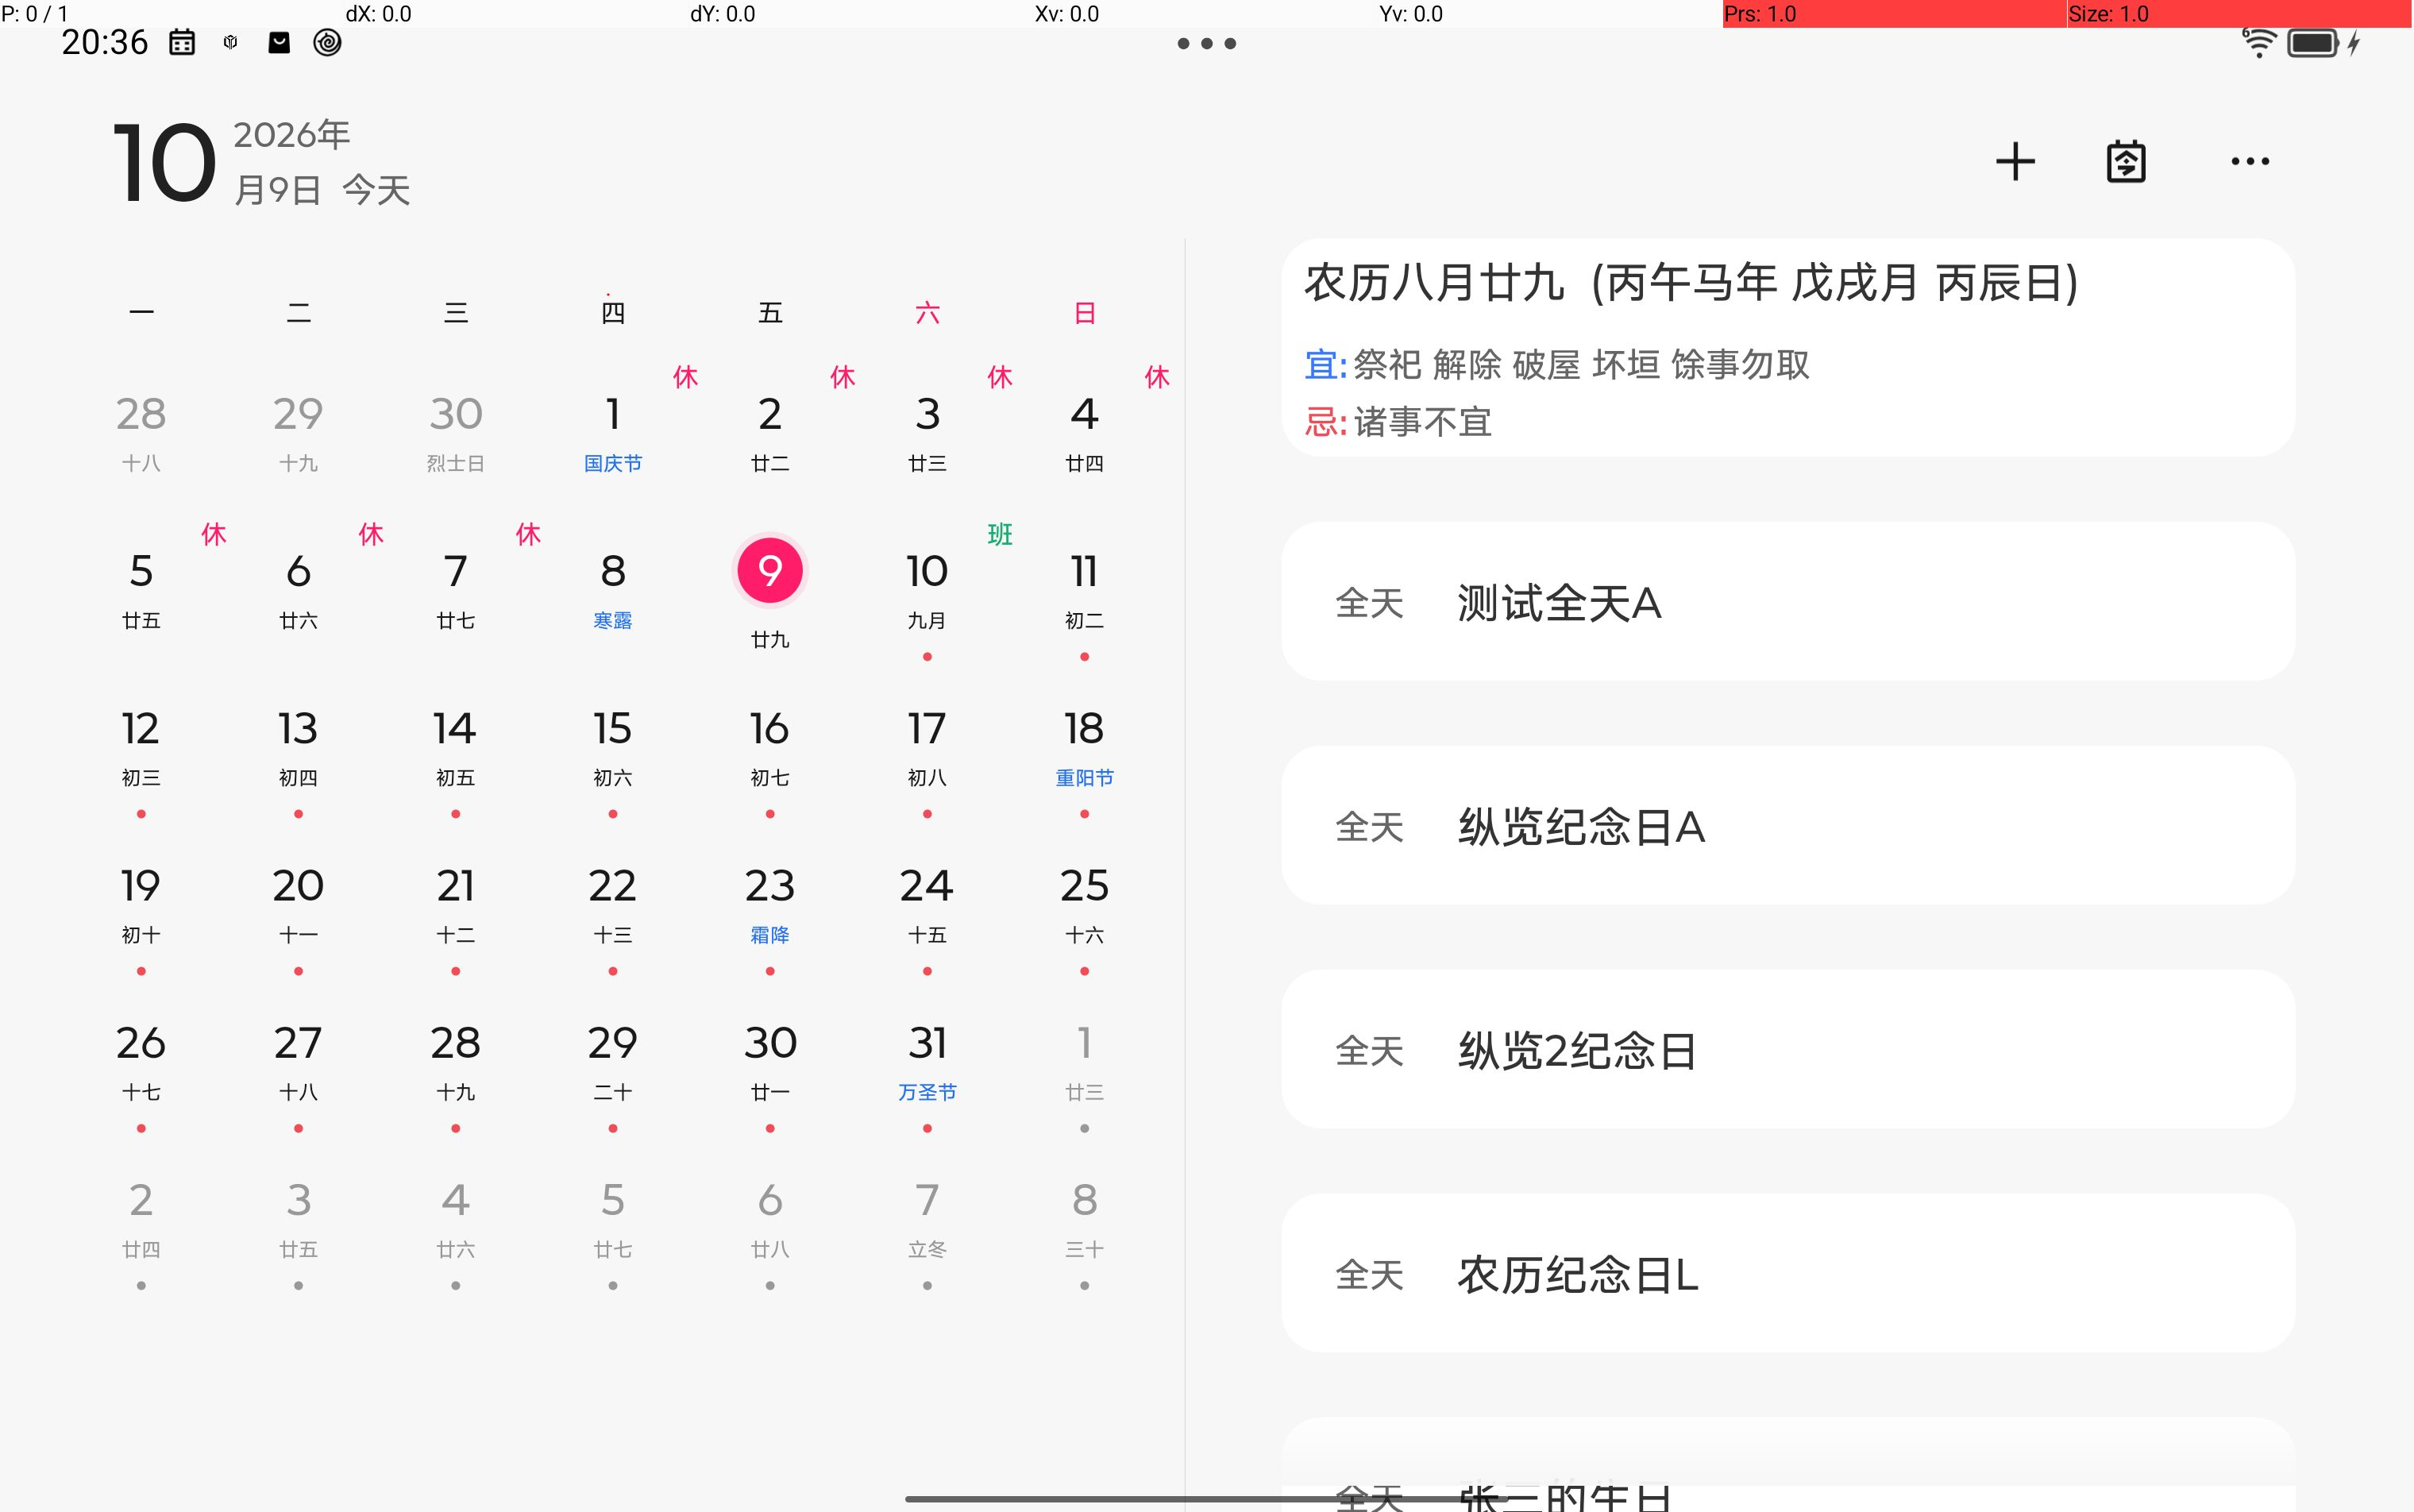 P: 0 / 1 dX: 0.0 dY: 0.0 Xv: 0.0 Yv: 0.0 Prs: 1.0 Size: 1.0
20:36
6
10 2026年
月9日 今天
今
一 二 三 四 五 六 日
休 休 休 休
28 29 30 1 2 3 4
十八 十九 烈士日 国庆节 廿二 廿三 廿四
休 休 休 班
5 6 7 8 9 10 11
廿五 廿六 廿七 寒露 廿九 九月 初二
12 13 14 15 16 17 18
初三 初四 初五 初六 初七 初八 重阳节
19 20 21 22 23 24 25
初十 十一 十二 十三 霜降 十五 十六
26 27 28 29 30 31 1
十七 十八 十九 二十 廿一 万圣节 廿三
2 3 4 5 6 7 8
廿四 廿五 廿六 廿七 廿八 立冬 三十
农历八月廿九 (丙午马年 戊戌月 丙辰日)
宜: 祭祀 解除 破屋 坏垣 馀事勿取
忌: 诸事不宜
全天 测试全天A
全天 纵览纪念日A
全天 纵览2纪念日
全天 农历纪念日L
全天 张三的生日